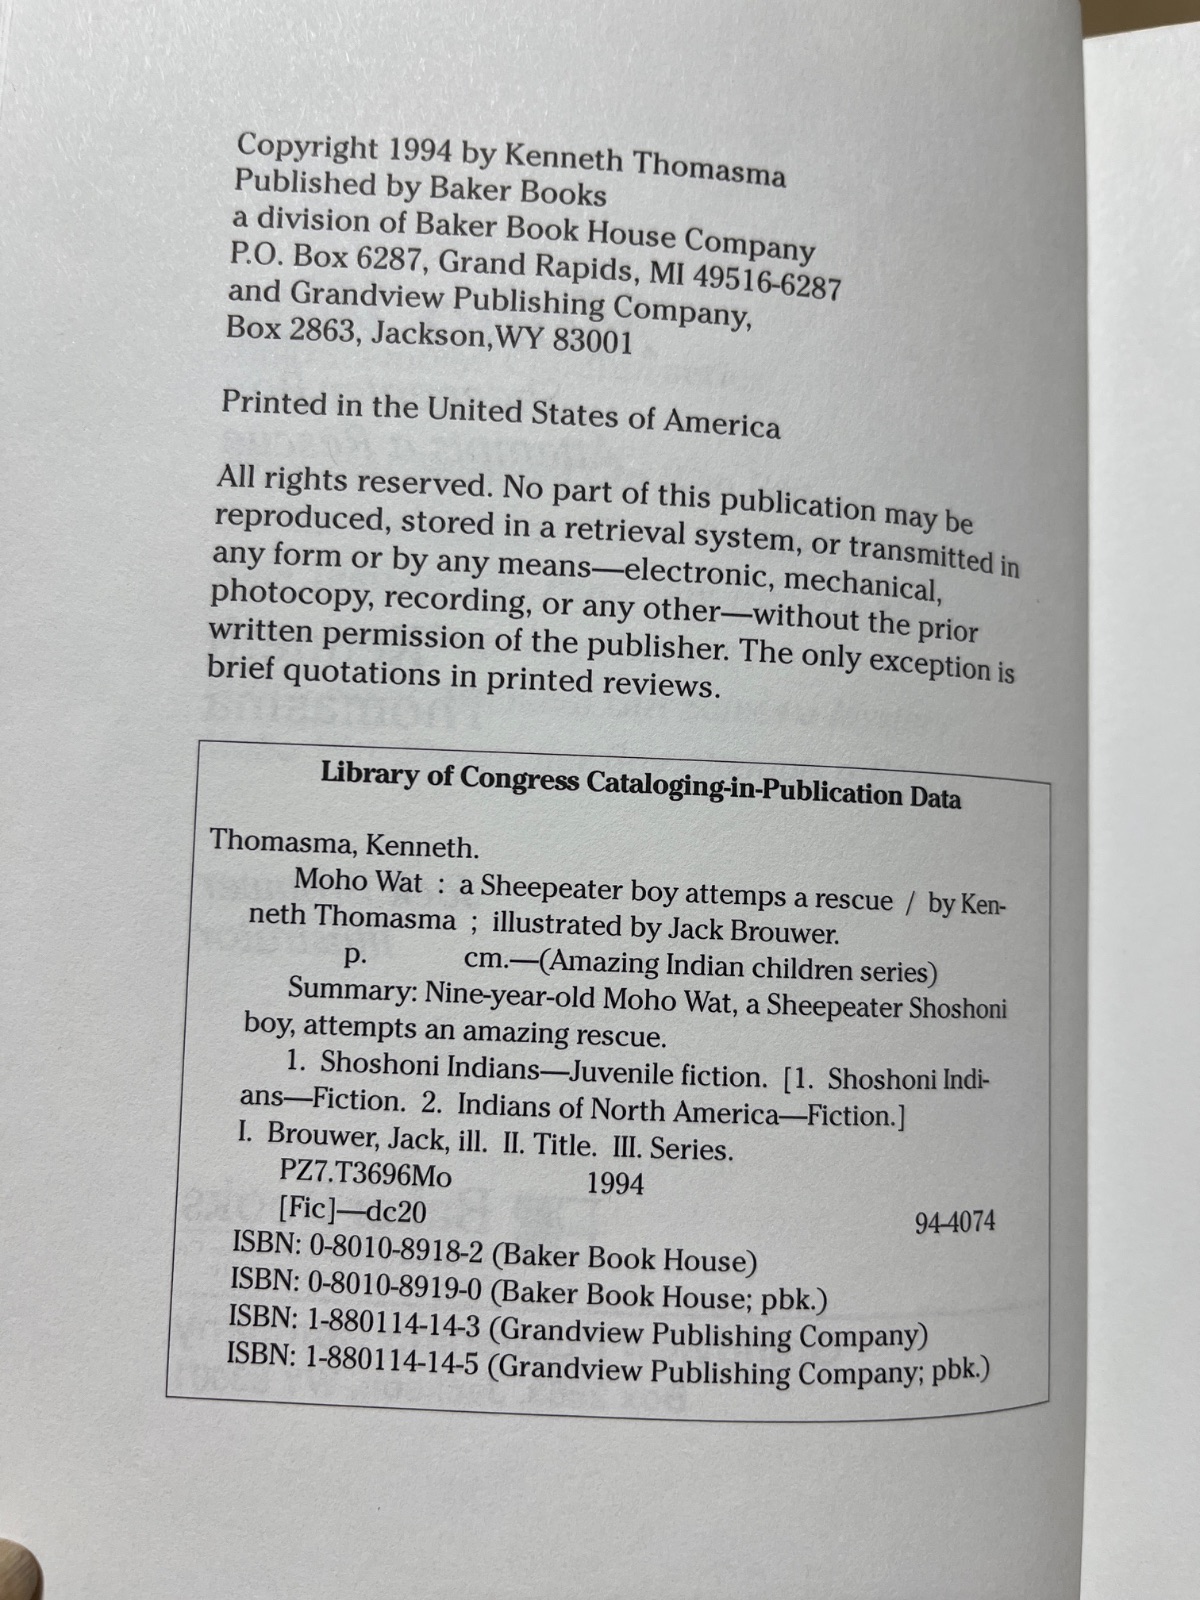 Copyright 1994 by Kenneth Thomasma
Published by Baker Books
a division of Baker Book House Company
P.O. Box 6287, Grand Rapids, MI 49516-6287
and Grandview Publishing Company,
Box 2863, Jackson,WY 83001
Printed in the United States of America
All rights reserved. No part of this publication may be
reproduced, stored in a retrieval system, or transmitted in
any form or by any means—electronic, mechanical,
photocopy, recording, or any other—without the prior
written permission of the publisher. The only exception is
brief quotations in printed reviews.
Library of Congress Cataloging-in-Publication Data
Thomasma, Kenneth.
Moho Wat : a Sheepeater boy attemps a rescue / by Ken-
neth Thomasma ; illustrated by Jack Brouwer.
p. cm.—(Amazing Indian children series)
Summary: Nine-year-old Moho Wat, a Sheepeater Shoshoni
boy, attempts an amazing rescue.
1. Shoshoni Indians—Juvenile fiction. [1. Shoshoni Indi-
ans—Fiction. 2. Indians of North America—Fiction.]
I. Brouwer, Jack, ill. II. Title. III. Series.
PZ7.T3696Mo 1994
[Fic]—dc20 94-4074
ISBN: 0-8010-8918-2 (Baker Book House)
ISBN: 0-8010-8919-0 (Baker Book House; pbk.)
ISBN: 1-880114-14-3 (Grandview Publishing Company)
ISBN: 1-880114-14-5 (Grandview Publishing Company; pbk.)